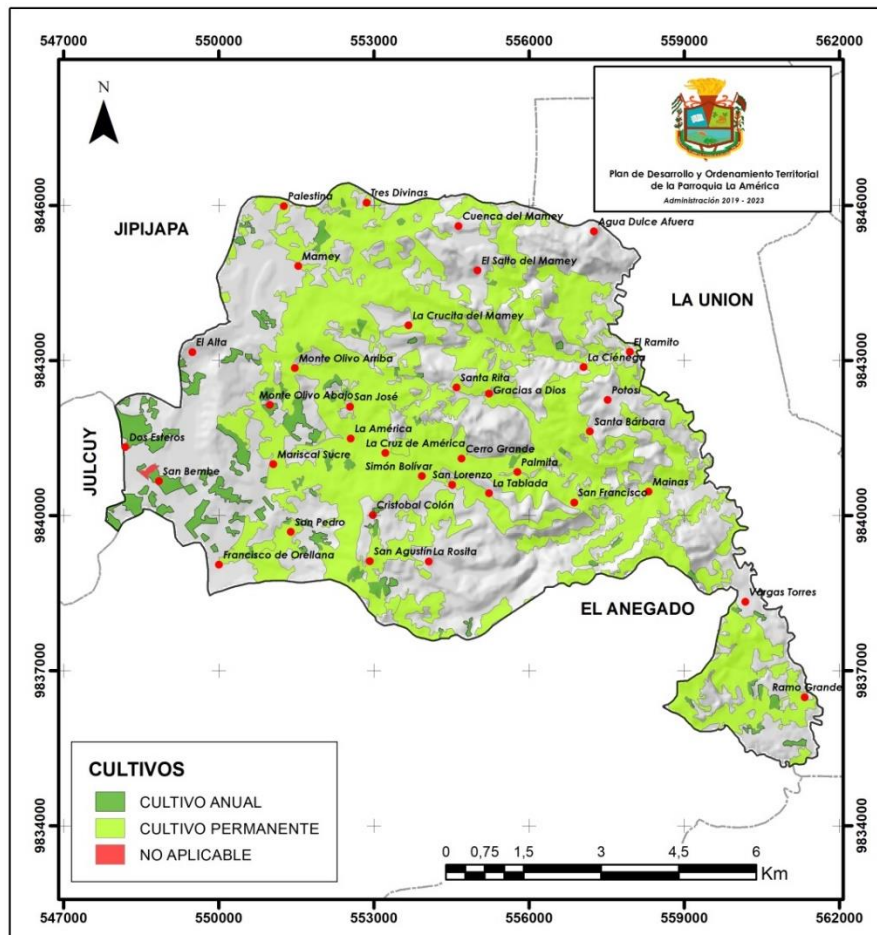 547000
550000
553000
556000
559000
562000
N
Plan de Desarrollo y Ordenamiento Territorial
de la Parroquia La América
Administración 2019 - 2023
9846000
9846000
Palestina
Tres Divinas
Cuenca del Mamey
Agua Dulce Afuera
JIPIJAPA
Mamey
El Salto del Mamey
LA UNION
La Crucita del Mamey
9843000
9843000
El Alta
El Ramito
Monte Olivo Arriba
La Ciénega
Santa Rita
Gracias a Dios
Potosí
Monte Olivo Abajo
San José
La América
Santa Bárbara
Dos Esteros
La Cruz de América
JULCUY
Mariscal Sucre
Simón Bolívar
Cerro Grande
San Bembe
San Lorenzo
Palmita
La Tablada
San Francisco
Mainas
9840000
9840000
Cristobal Colón
San Pedro
Francisco de Orellana
San Agustín
La Rosita
EL ANEGADO
Vargas Torres
9837000
9837000
Ramo Grande
CULTIVOS
CULTIVO ANUAL
CULTIVO PERMANENTE
NO APLICABLE
9834000
9834000
0 0,75 1,5 3 4,5 6
Km
547000
550000
553000
556000
559000
562000